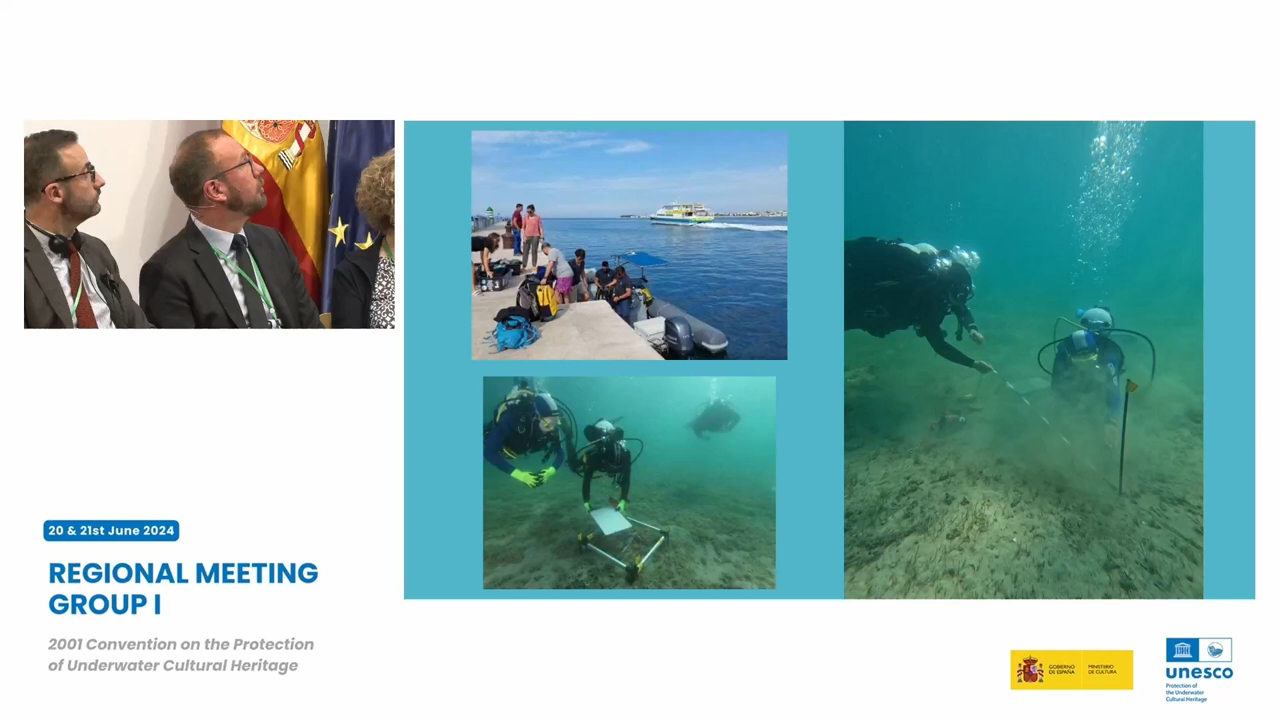 20 & 21st June 2024
REGIONAL MEETING
GROUP I
2001 Convention on the Protection
of Underwater Cultural Heritage
GOBIERNO
DE ESPAÑA
MINISTERIO
DE CULTURA
unesco
Protection of
the Underwater
Cultural Heritage